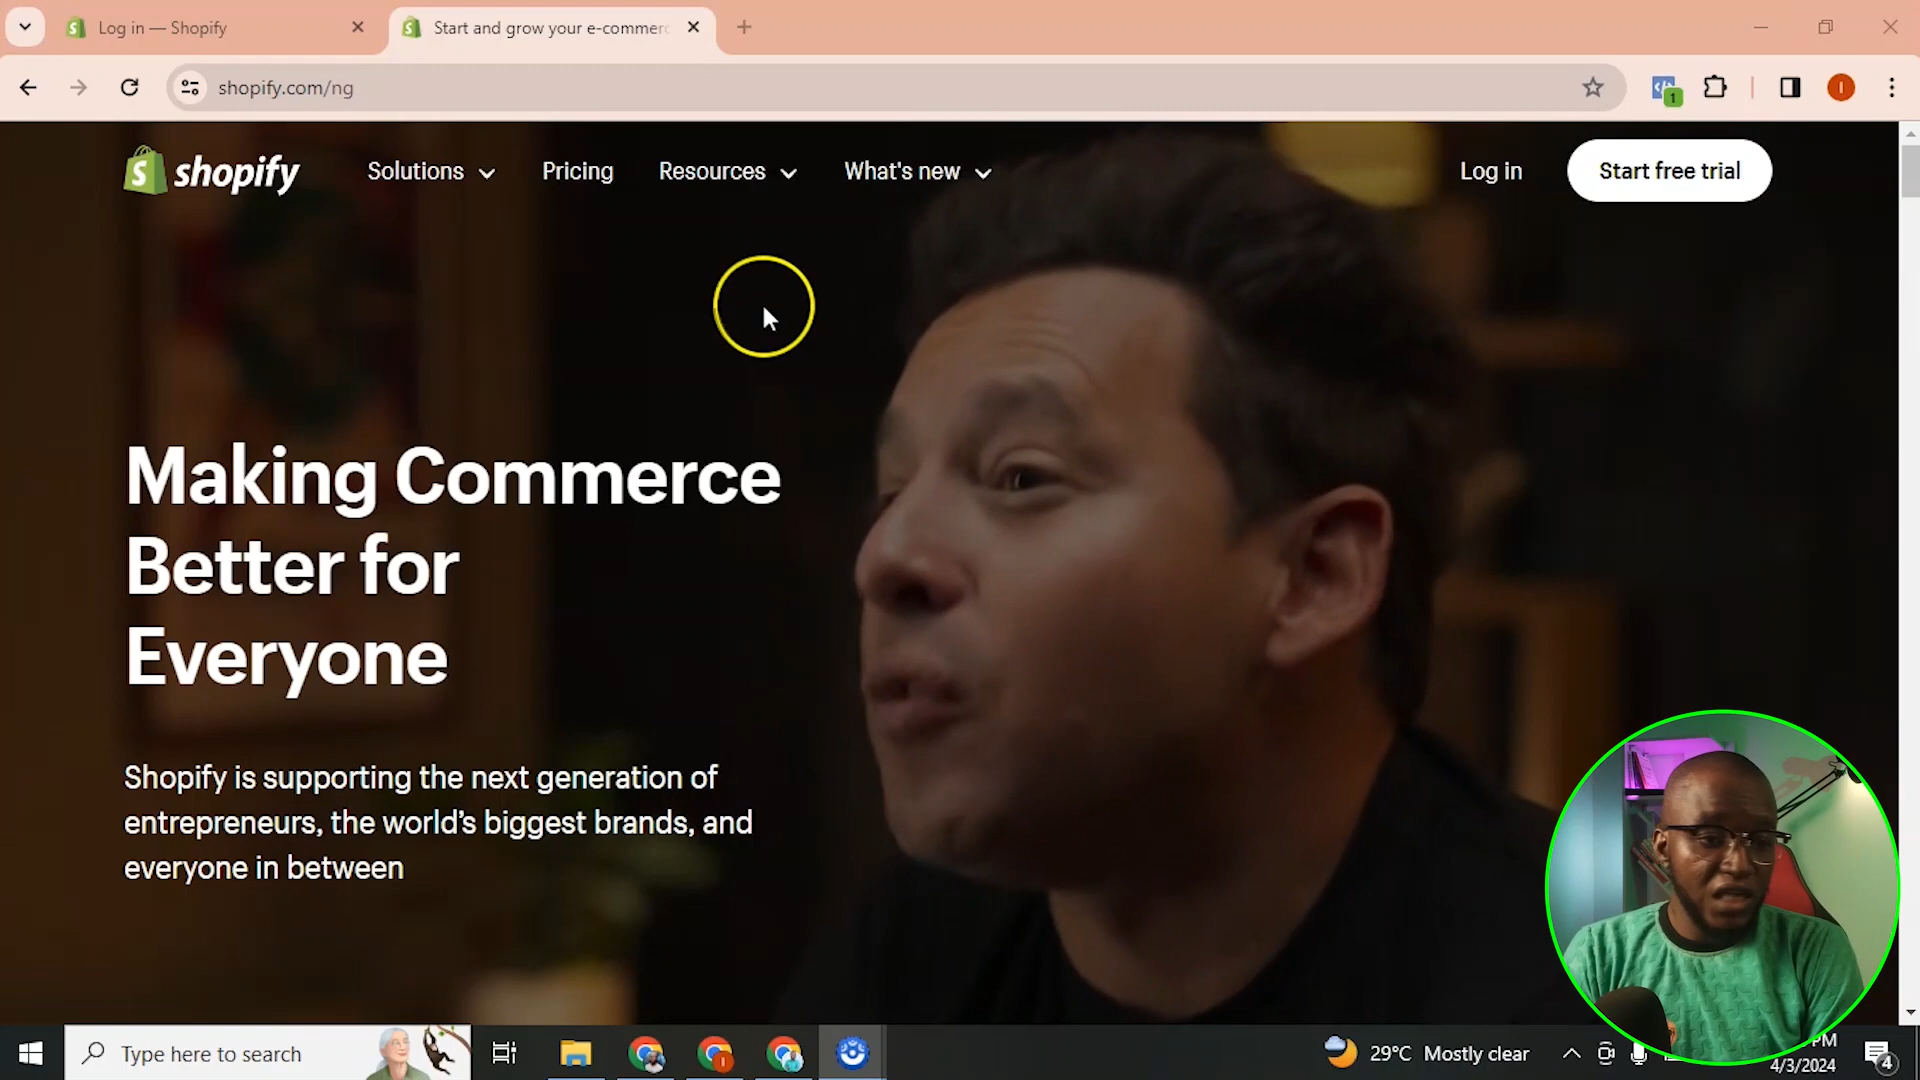 Log in — Shopify
Start and grow your e-commerc
shopify.com/ng
1
I
shopify
Solutions
Pricing
Resources
What's new
Log in
Start free trial
Making Commerce
Better for
Everyone
Shopify is supporting the next generation of
entrepreneurs, the world's biggest brands, and
everyone in between
Type here to search
29°C Mostly clear
PM
4/3/2024
4